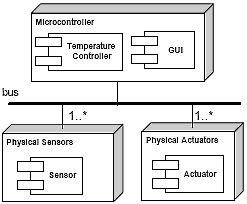 Microcontroller
Temperature
Controller
GUI
bus
1..*
1..*
Physical Sensors
Physical Actuators
Sensor
Actuator